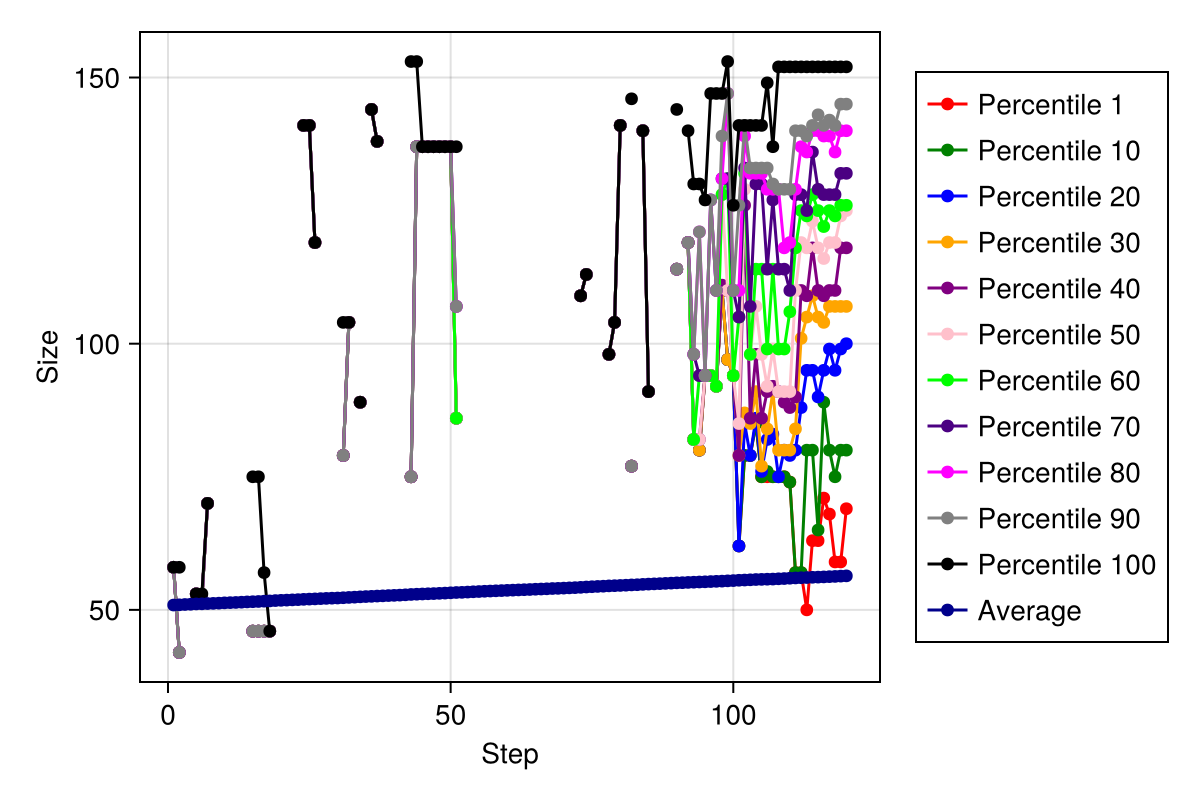 150
100
50
Size
0
50
100
Step
Percentile 1
Percentile 10
Percentile 20
Percentile 30
Percentile 40
Percentile 50
Percentile 60
Percentile 70
Percentile 80
Percentile 90
Percentile 100
Average